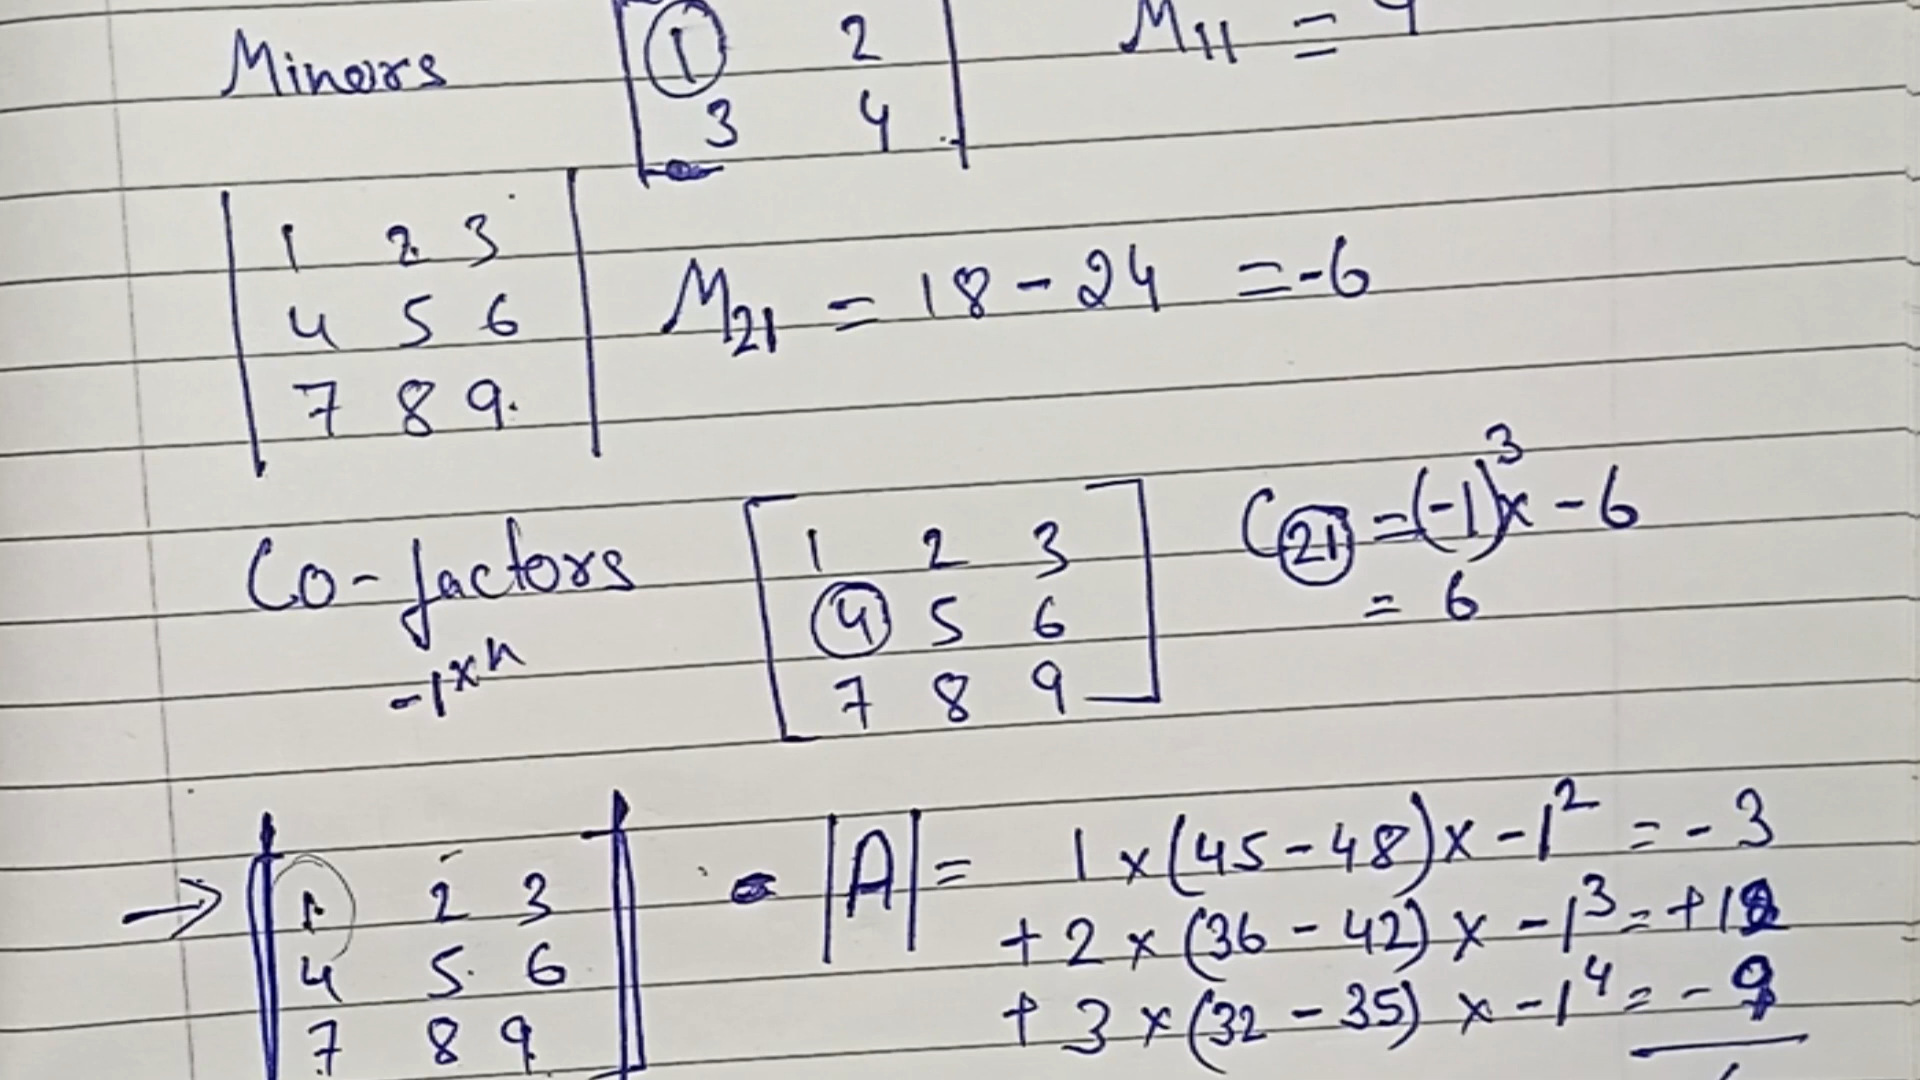 Minors 1 2 M11 =
3 4
1 2 3
4 5 6 M21 = 18 - 24 = -6
7 8 9.
Co-factors 1 2 3 C21 = (-1)³ x - 6
4 5 6 = 6
-1^xn 7 8 9
→ 1 2 3 |A| = 1 x (45 - 48) x - 1² = - 3
4 5 6 + 2 x (36 - 42) x - 1³ = + 12
7 8 9 + 3 x (32 - 35) x - 1⁴ = - 9